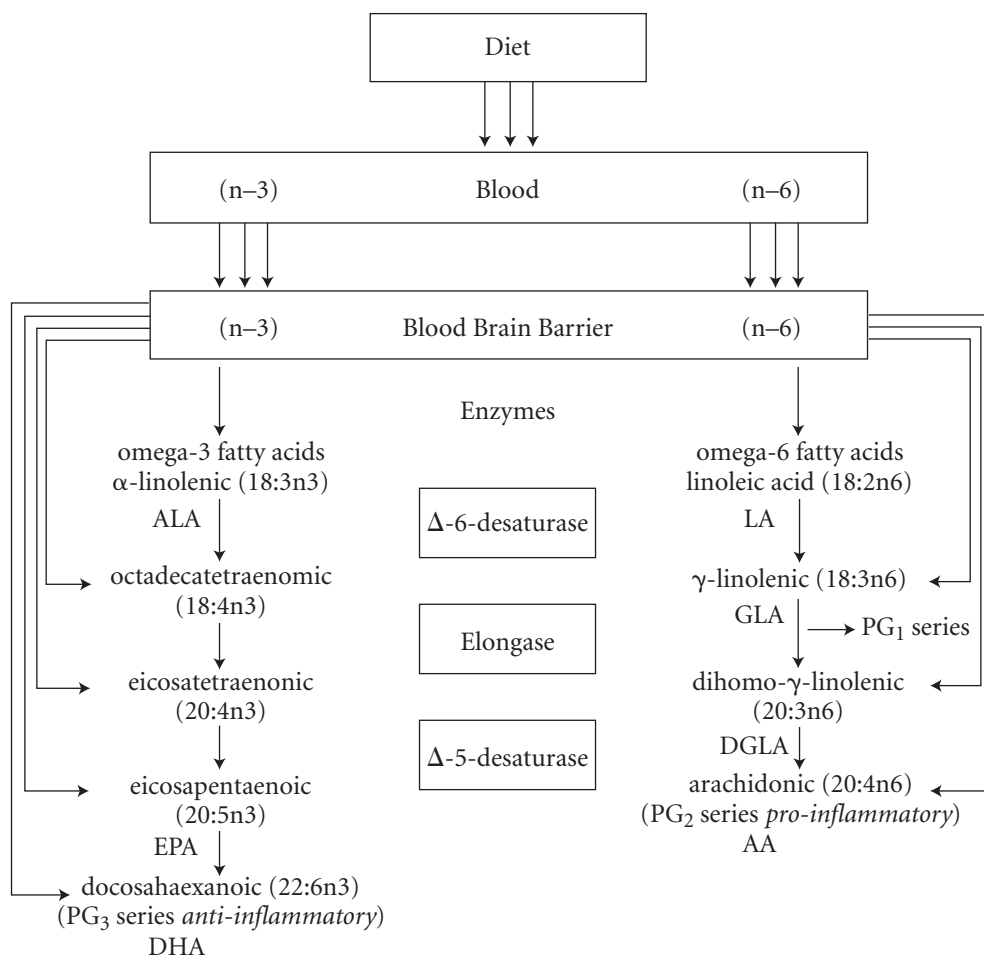 Diet
(n–3) Blood (n–6)
(n–3) Blood Brain Barrier (n–6)
Enzymes
omega-3 fatty acids
α-linolenic (18:3n3)
ALA
octadecatetraenomic
(18:4n3)
eicosatetraenonic
(20:4n3)
eicosapentaenoic
(20:5n3)
EPA
docosahaexanoic (22:6n3)
(PG₃ series anti-inflammatory)
DHA
Δ-6-desaturase
Elongase
Δ-5-desaturase
omega-6 fatty acids
linoleic acid (18:2n6)
LA
γ-linolenic (18:3n6)
GLA
PG₁ series
dihomo-γ-linolenic
(20:3n6)
DGLA
arachidonic (20:4n6)
(PG₂ series pro-inflammatory)
AA